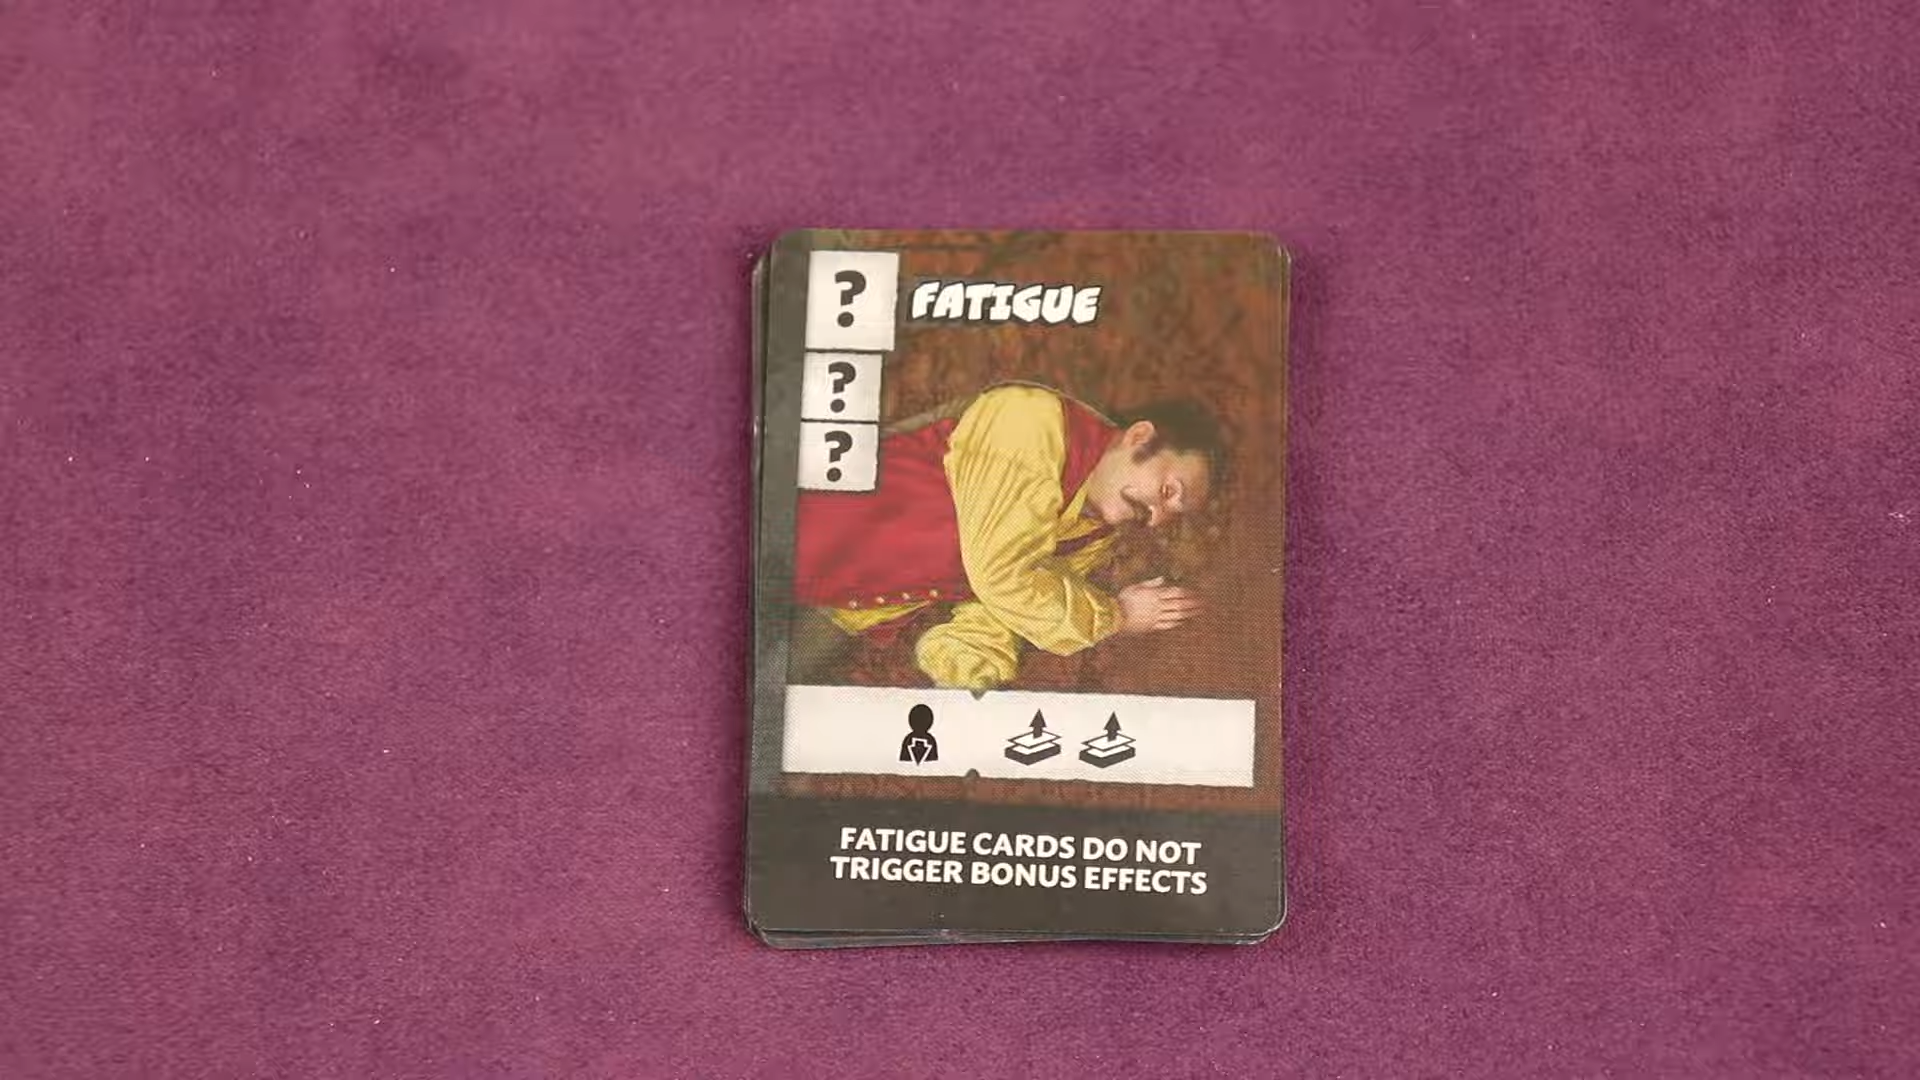 ?
FATIGUE
?
?
FATIGUE CARDS DO NOT
TRIGGER BONUS EFFECTS